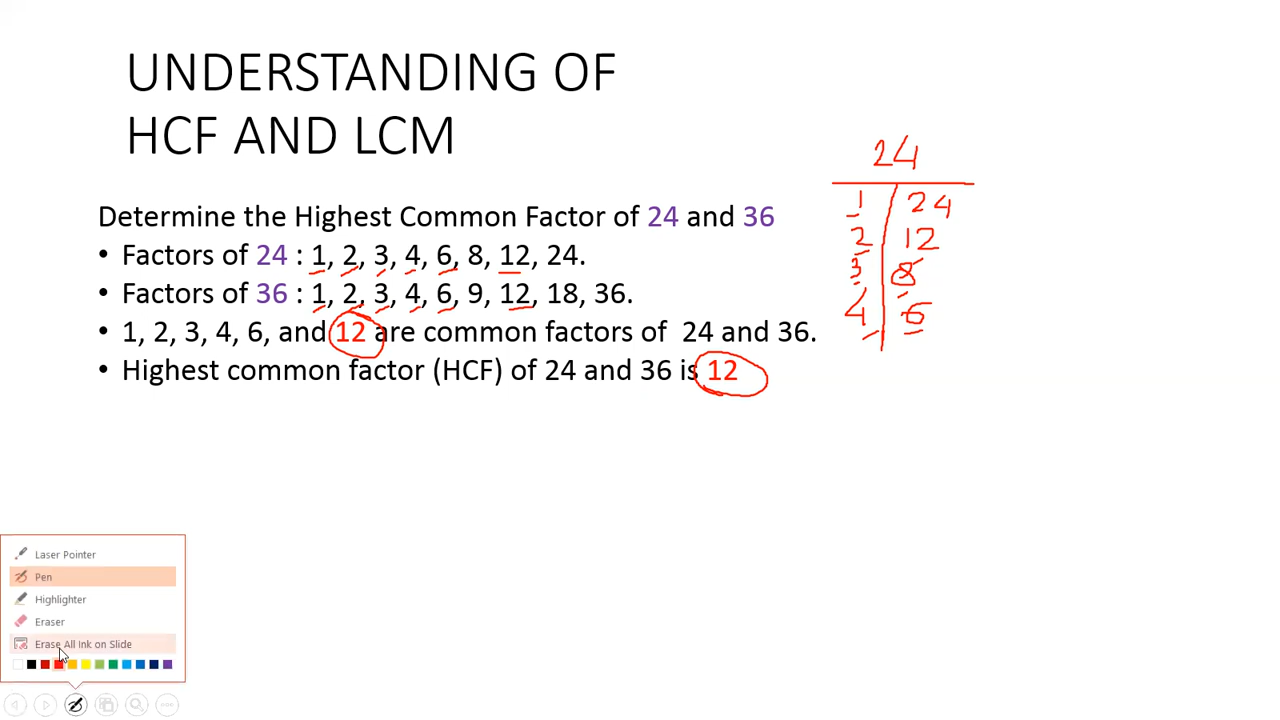 UNDERSTANDING OF
HCF AND LCM
Determine the Highest Common Factor of 24 and 36
• Factors of 24 : 1, 2, 3, 4, 6, 8, 12, 24.
• Factors of 36 : 1, 2, 3, 4, 6, 9, 12, 18, 36.
• 1, 2, 3, 4, 6, and 12 are common factors of 24 and 36.
• Highest common factor (HCF) of 24 and 36 is 12
24
1 24
2 12
3 8
4 6
Laser Pointer
Pen
Highlighter
Eraser
Erase All Ink on Slide